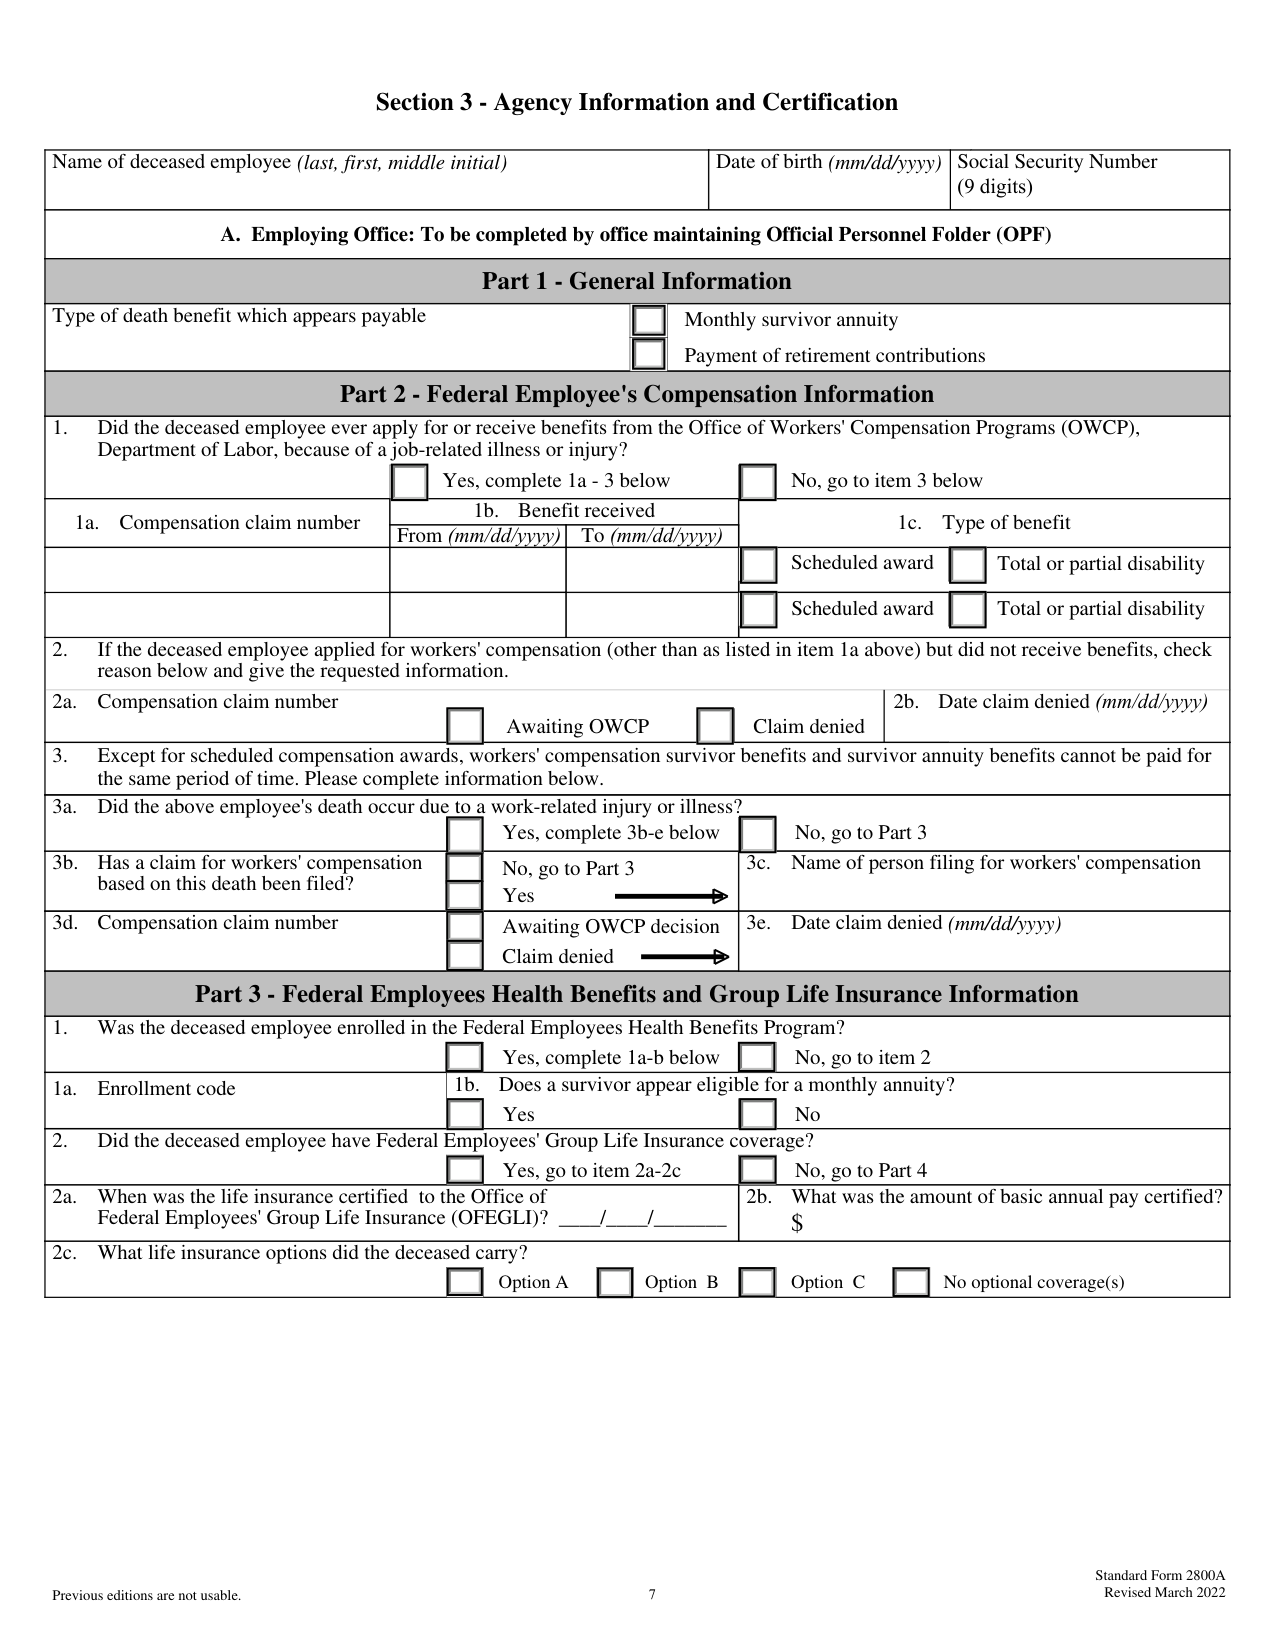 Section 3 - Agency Information and Certification
Name of deceased employee (last, first, middle initial)
Date of birth (mm/dd/yyyy)
Social Security Number
(9 digits)
A. Employing Office: To be completed by office maintaining Official Personnel Folder (OPF)
Part 1 - General Information
Type of death benefit which appears payable
Monthly survivor annuity
Payment of retirement contributions
Part 2 - Federal Employee's Compensation Information
1. Did the deceased employee ever apply for or receive benefits from the Office of Workers' Compensation Programs (OWCP),
Department of Labor, because of a job-related illness or injury?
Yes, complete 1a - 3 below
No, go to item 3 below
1a. Compensation claim number
1b. Benefit received
From (mm/dd/yyyy)
To (mm/dd/yyyy)
1c. Type of benefit
Scheduled award
Total or partial disability
Scheduled award
Total or partial disability
2. If the deceased employee applied for workers' compensation (other than as listed in item 1a above) but did not receive benefits, check
reason below and give the requested information.
2a. Compensation claim number
Awaiting OWCP
Claim denied
2b. Date claim denied (mm/dd/yyyy)
3. Except for scheduled compensation awards, workers' compensation survivor benefits and survivor annuity benefits cannot be paid for
the same period of time. Please complete information below.
3a. Did the above employee's death occur due to a work-related injury or illness?
Yes, complete 3b-e below
No, go to Part 3
3b. Has a claim for workers' compensation
based on this death been filed?
No, go to Part 3
Yes
3c. Name of person filing for workers' compensation
3d. Compensation claim number
Awaiting OWCP decision
Claim denied
3e. Date claim denied (mm/dd/yyyy)
Part 3 - Federal Employees Health Benefits and Group Life Insurance Information
1. Was the deceased employee enrolled in the Federal Employees Health Benefits Program?
Yes, complete 1a-b below
No, go to item 2
1a. Enrollment code
1b. Does a survivor appear eligible for a monthly annuity?
Yes
No
2. Did the deceased employee have Federal Employees' Group Life Insurance coverage?
Yes, go to item 2a-2c
No, go to Part 4
2a. When was the life insurance certified to the Office of
Federal Employees' Group Life Insurance (OFEGLI)? ____/____/_______
2b. What was the amount of basic annual pay certified?
$
2c. What life insurance options did the deceased carry?
Option A
Option B
Option C
No optional coverage(s)
Previous editions are not usable.
7
Standard Form 2800A
Revised March 2022